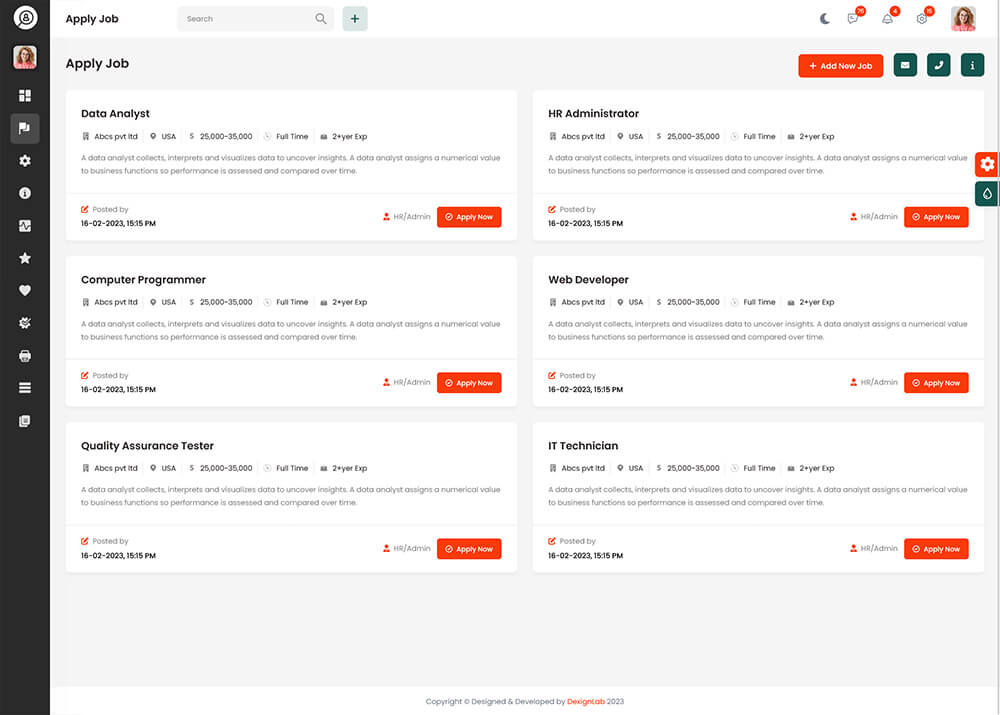 Apply Job
Search
76
4
15
Apply Job
Add New Job
Data Analyst
Abcs pvt ltd USA $ 25,000-35,000 Full Time 2+yer Exp
A data analyst collects, interprets and visualizes data to uncover insights. A data analyst assigns a numerical value
to business functions so performance is assessed and compared over time.
Posted by
16-02-2023, 15:15 PM
HR/Admin Apply Now
HR Administrator
Abcs pvt ltd USA $ 25,000-35,000 Full Time 2+yer Exp
A data analyst collects, interprets and visualizes data to uncover insights. A data analyst assigns a numerical value
to business functions so performance is assessed and compared over time.
Posted by
16-02-2023, 15:15 PM
HR/Admin Apply Now
Computer Programmer
Abcs pvt ltd USA $ 25,000-35,000 Full Time 2+yer Exp
A data analyst collects, interprets and visualizes data to uncover insights. A data analyst assigns a numerical value
to business functions so performance is assessed and compared over time.
Posted by
16-02-2023, 15:15 PM
HR/Admin Apply Now
Web Developer
Abcs pvt ltd USA $ 25,000-35,000 Full Time 2+yer Exp
A data analyst collects, interprets and visualizes data to uncover insights. A data analyst assigns a numerical value
to business functions so performance is assessed and compared over time.
Posted by
16-02-2023, 15:15 PM
HR/Admin Apply Now
Quality Assurance Tester
Abcs pvt ltd USA $ 25,000-35,000 Full Time 2+yer Exp
A data analyst collects, interprets and visualizes data to uncover insights. A data analyst assigns a numerical value
to business functions so performance is assessed and compared over time.
Posted by
16-02-2023, 15:15 PM
HR/Admin Apply Now
IT Technician
Abcs pvt ltd USA $ 25,000-35,000 Full Time 2+yer Exp
A data analyst collects, interprets and visualizes data to uncover insights. A data analyst assigns a numerical value
to business functions so performance is assessed and compared over time.
Posted by
16-02-2023, 15:15 PM
HR/Admin Apply Now
Copyright © Designed & Developed by DexignLab 2023